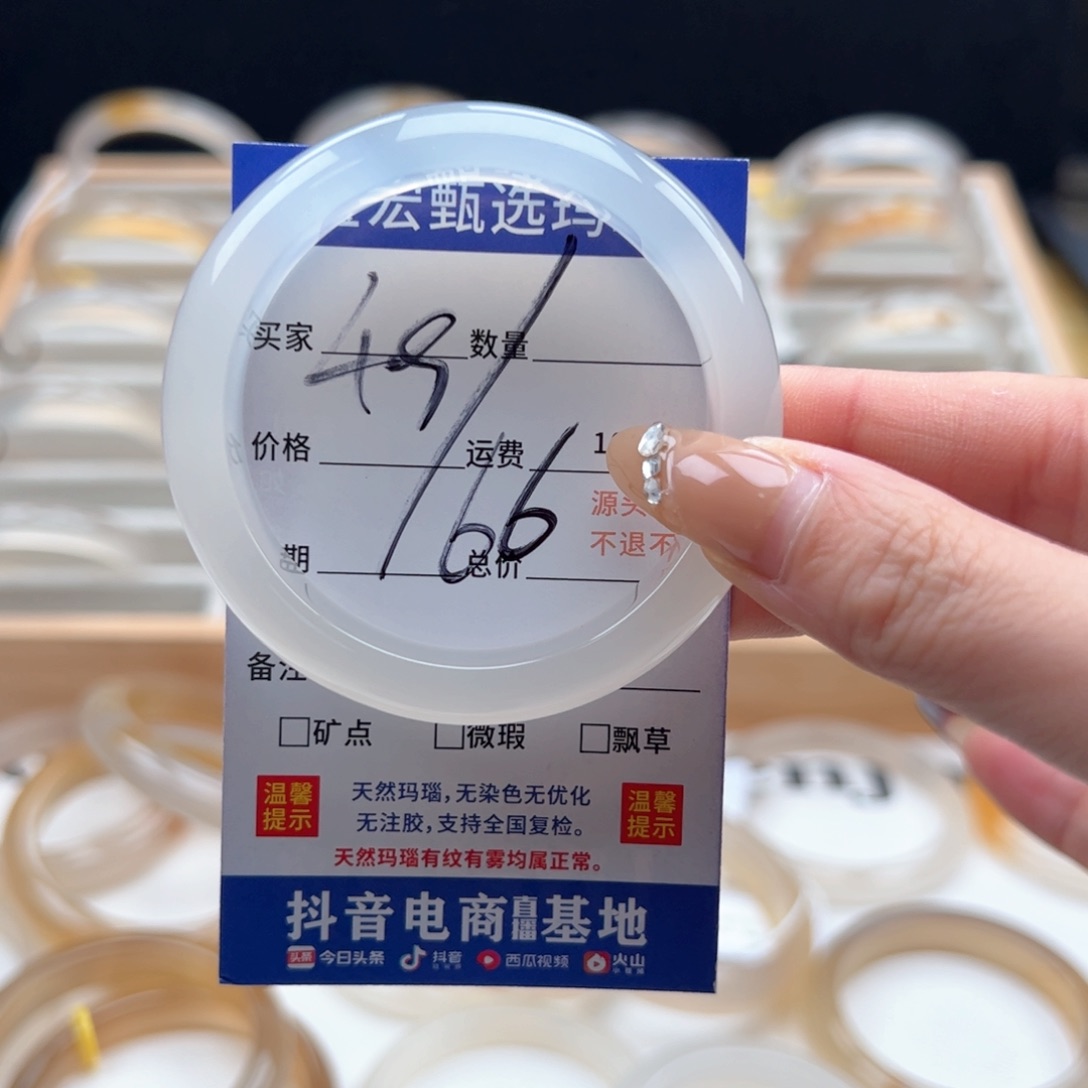 宏甄选玛
买家 数量
49/66
价格 运费
源头
不退不
期 总价
备注
□矿点 □微瑕 □飘草
温馨提示 天然玛瑙,无染色无优化 温馨提示
无注胶,支持全国复检。
天然玛瑙有纹有雾均属正常。
抖音电商直播基地
头条 今日头条 抖音 西瓜视频 火山